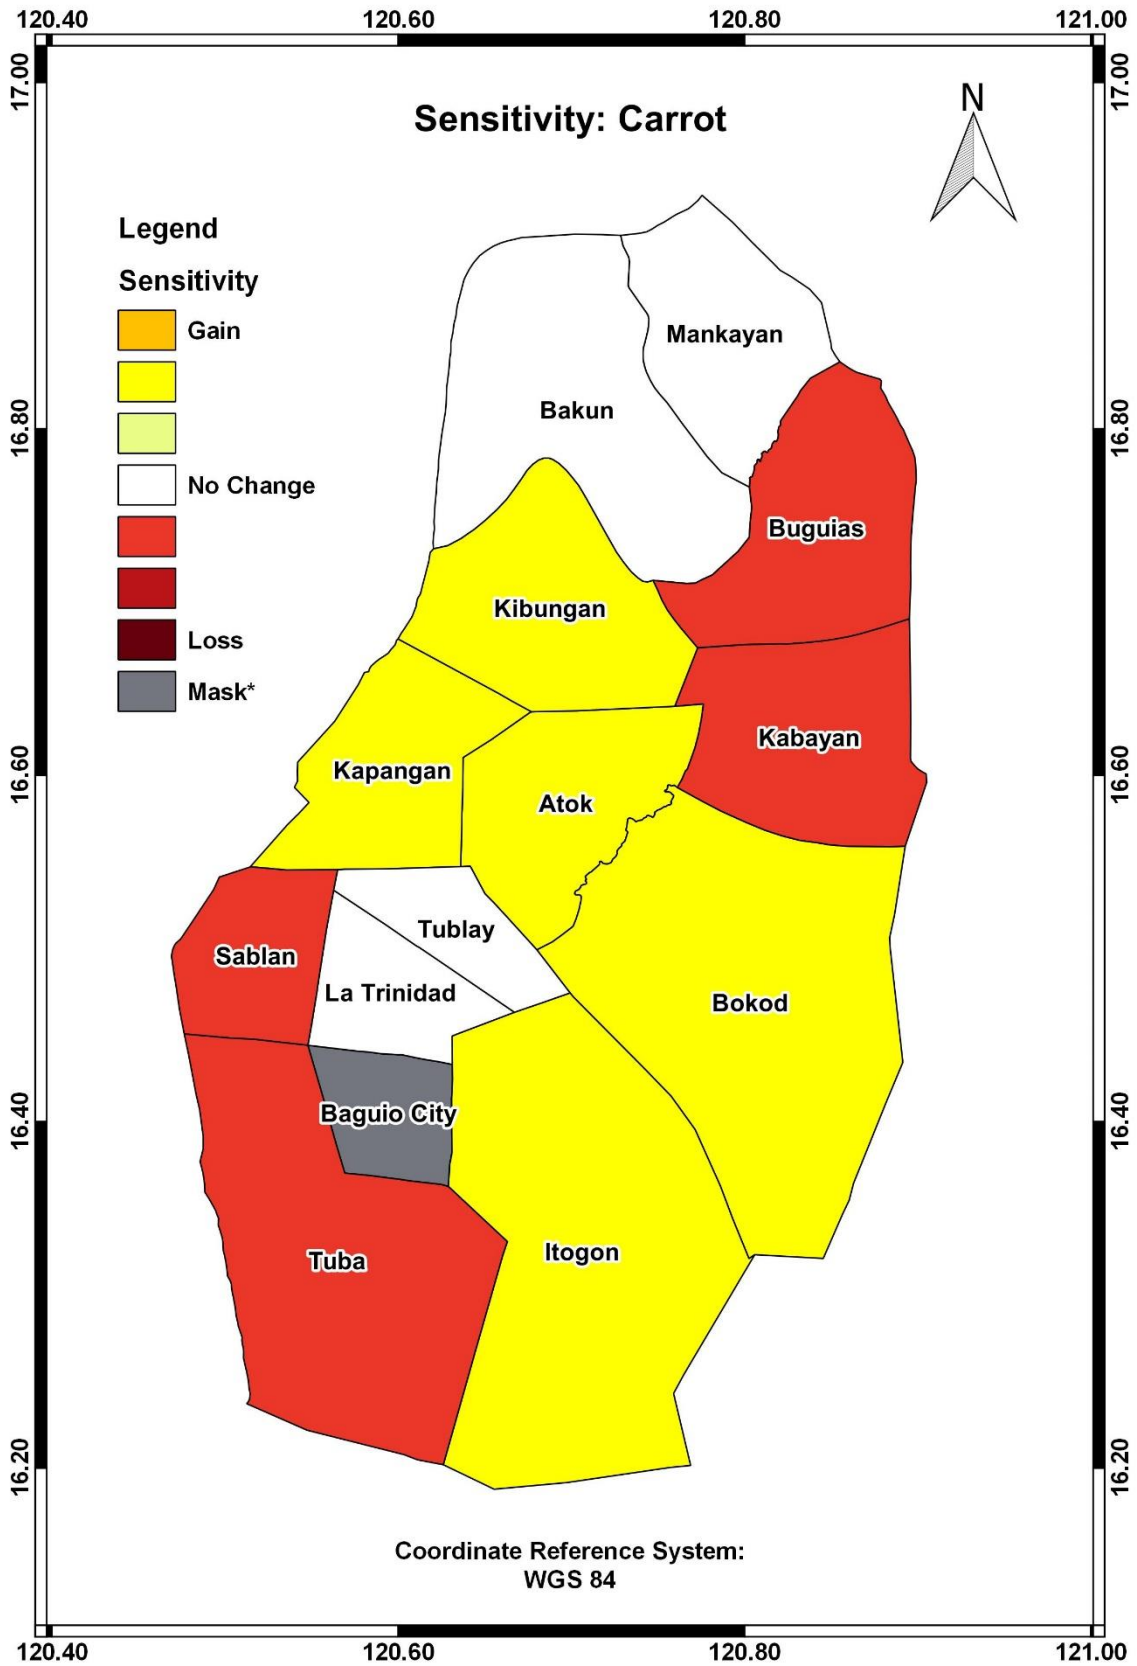 120.40 120.60 120.80 121.00
17.00 17.00
N
Sensitivity: Carrot
Legend
Sensitivity
Gain
No Change
Loss
Mask*
Mankayan
Bakun
16.80 16.80
Buguias
Kibungan
Kabayan
Kapangan
16.60 16.60
Atok
Tublay
Sablan
La Trinidad
Bokod
Baguio City
16.40 16.40
Itogon
Tuba
16.20 16.20
Coordinate Reference System:
WGS 84
120.40 120.60 120.80 121.00